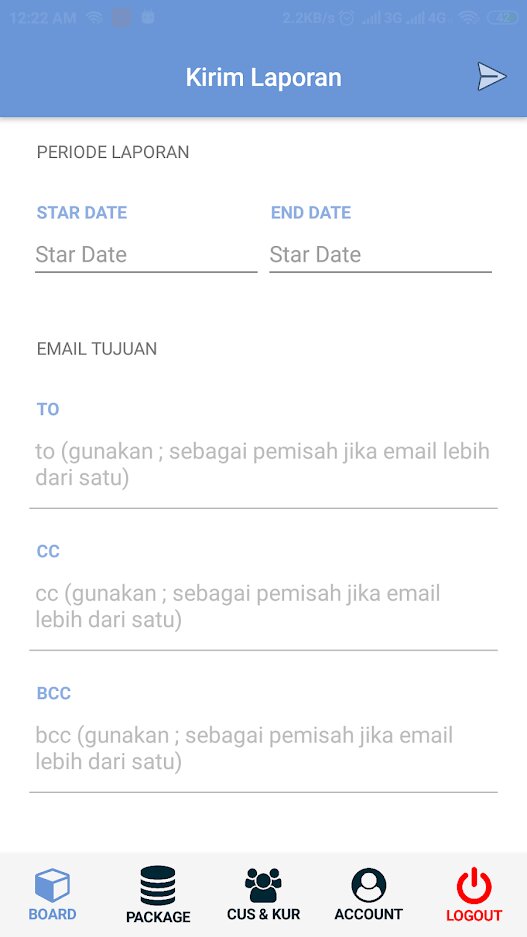 12:22 AM 2.2KB/s 3G 4G 42
Kirim Laporan
PERIODE LAPORAN
STAR DATE END DATE
Star Date Star Date
EMAIL TUJUAN
TO
to (gunakan ; sebagai pemisah jika email lebih
dari satu)
CC
cc (gunakan ; sebagai pemisah jika email
lebih dari satu)
BCC
bcc (gunakan ; sebagai pemisah jika email
lebih dari satu)
BOARD PACKAGE CUS & KUR ACCOUNT LOGOUT